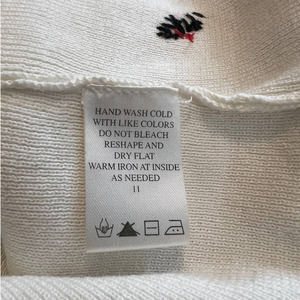 HAND WASH COLD
WITH LIKE COLORS
DO NOT BLEACH
RESHAPE AND
DRY FLAT
WARM IRON AT INSIDE
AS NEEDED
11